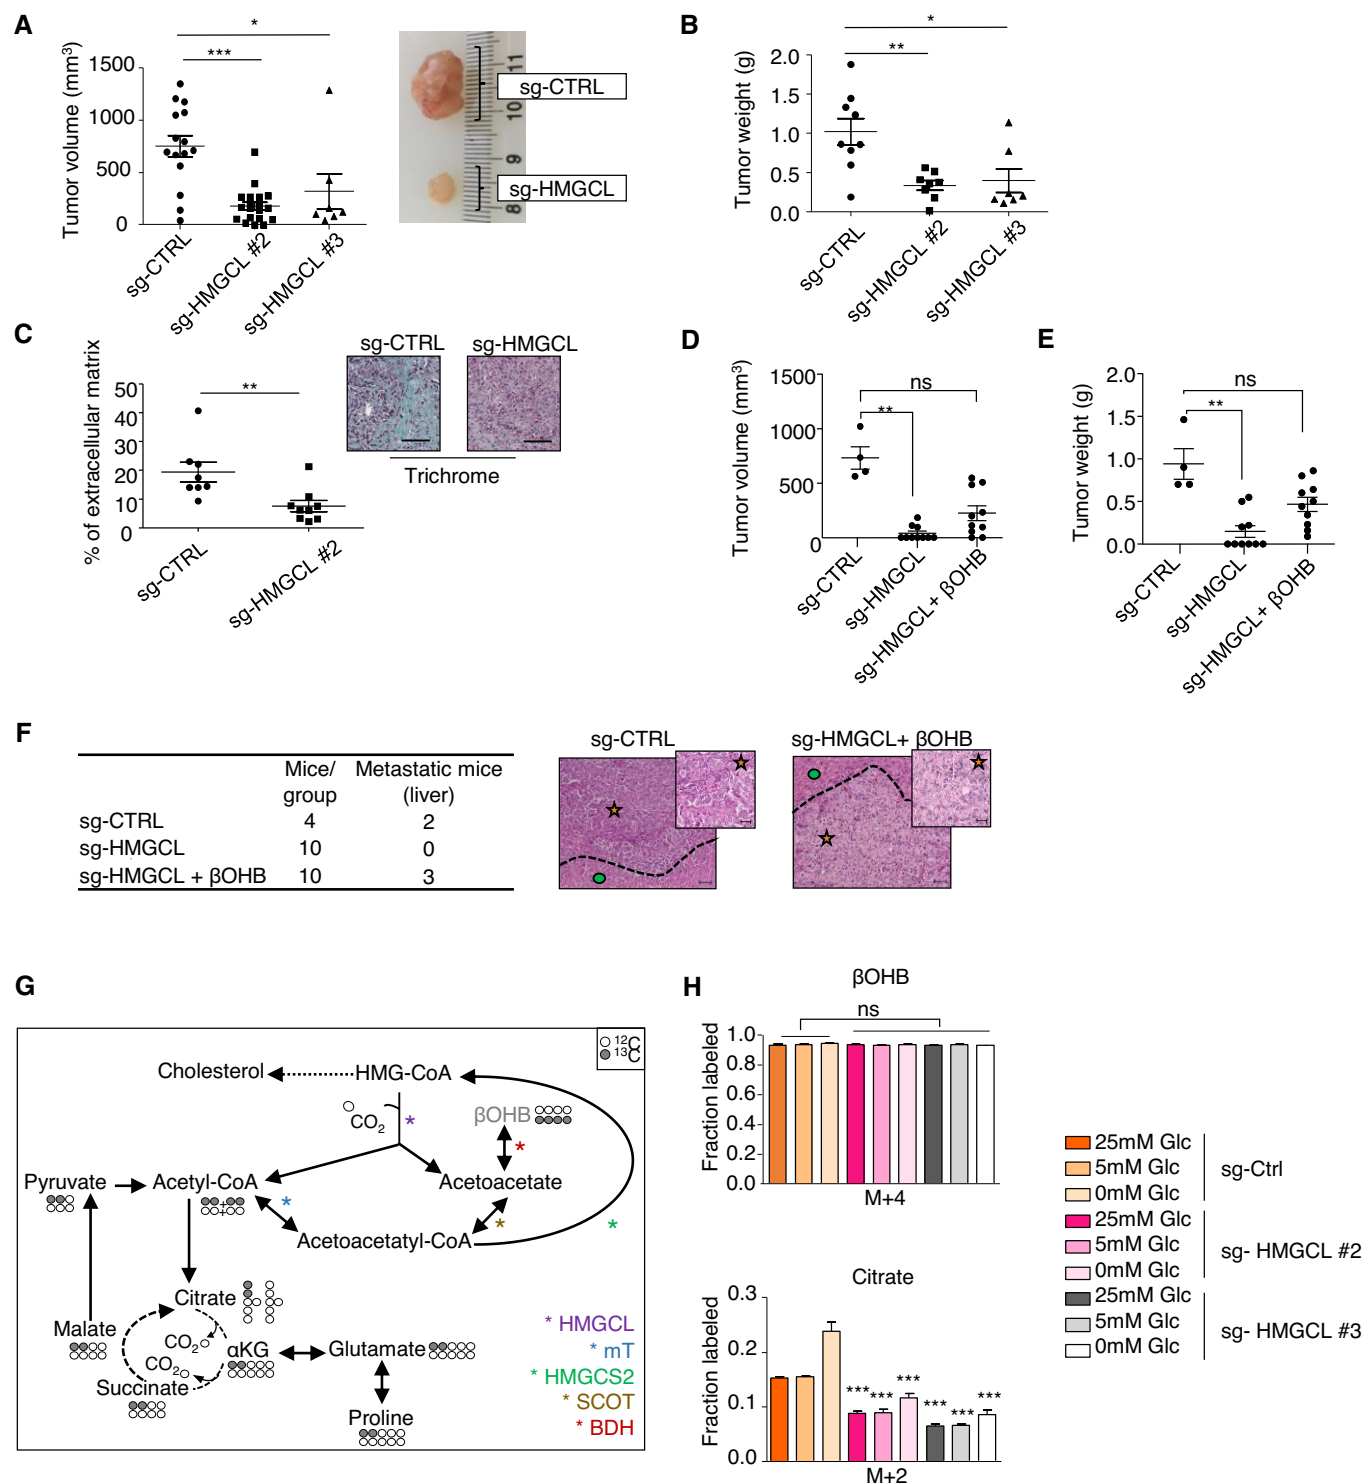 A
Tumor volume (mm³)
1500
1000
500
0
*
***
sg-CTRL
sg-HMGCL #2
sg-HMGCL #3
11
10
9
8
sg-CTRL
sg-HMGCL
B
Tumor weight (g)
2.0
1.5
1.0
0.5
0.0
*
**
sg-CTRL
sg-HMGCL #2
sg-HMGCL #3
C
% of extracellular matrix
50
40
30
20
10
0
**
sg-CTRL
sg-HMGCL #2
sg-CTRL sg-HMGCL
Trichrome
D
Tumor volume (mm³)
1500
1000
500
0
ns
**
sg-CTRL
sg-HMGCL
sg-HMGCL+ βOHB
E
Tumor weight (g)
2.0
1.5
1.0
0.5
0.0
ns
**
sg-CTRL
sg-HMGCL
sg-HMGCL+ βOHB
F
Mice/ Metastatic mice
group (liver)
sg-CTRL 4 2
sg-HMGCL 10 0
sg-HMGCL + βOHB 10 3
sg-CTRL
sg-HMGCL+ βOHB
G
¹²C
¹³C
Cholesterol HMG-CoA
CO₂ *
βOHB
*
Pyruvate Acetyl-CoA Acetoacetate
+
+
* * *
Acetoacetatyl-CoA
Citrate
Malate
CO₂
αKG Glutamate
CO₂
Succinate
Proline
* HMGCL
* mT
* HMGCS2
* SCOT
* BDH
H
βOHB
ns
Fraction labeled
1.0
0.8
0.6
0.4
0.2
0.0
M+4
Citrate
Fraction labeled
0.3
0.2
0.1
0.0
*** *** *** *** *** ***
M+2
25mM Glc
5mM Glc
0mM Glc
sg-Ctrl
25mM Glc
5mM Glc
0mM Glc
sg- HMGCL #2
25mM Glc
5mM Glc
0mM Glc
sg- HMGCL #3